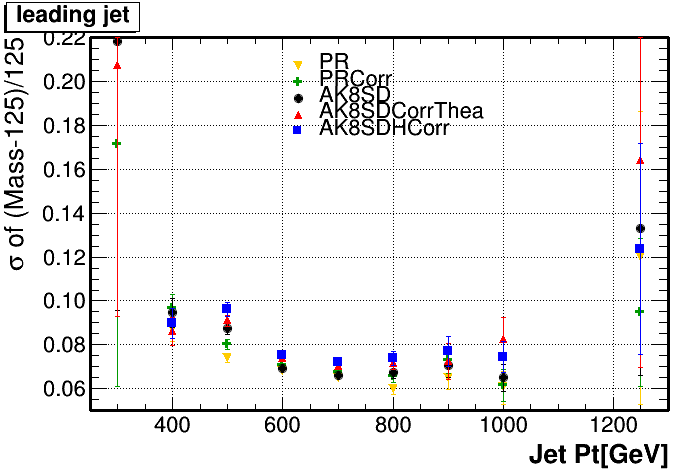 leading jet
σ of (Mass-125)/125
0.22
0.20
0.18
0.16
0.14
0.12
0.10
0.08
0.06
PR
PRCorr
AK8SD
AK8SDCorrThea
AK8SDHCorr
400 600 800 1000 1200
Jet Pt[GeV]